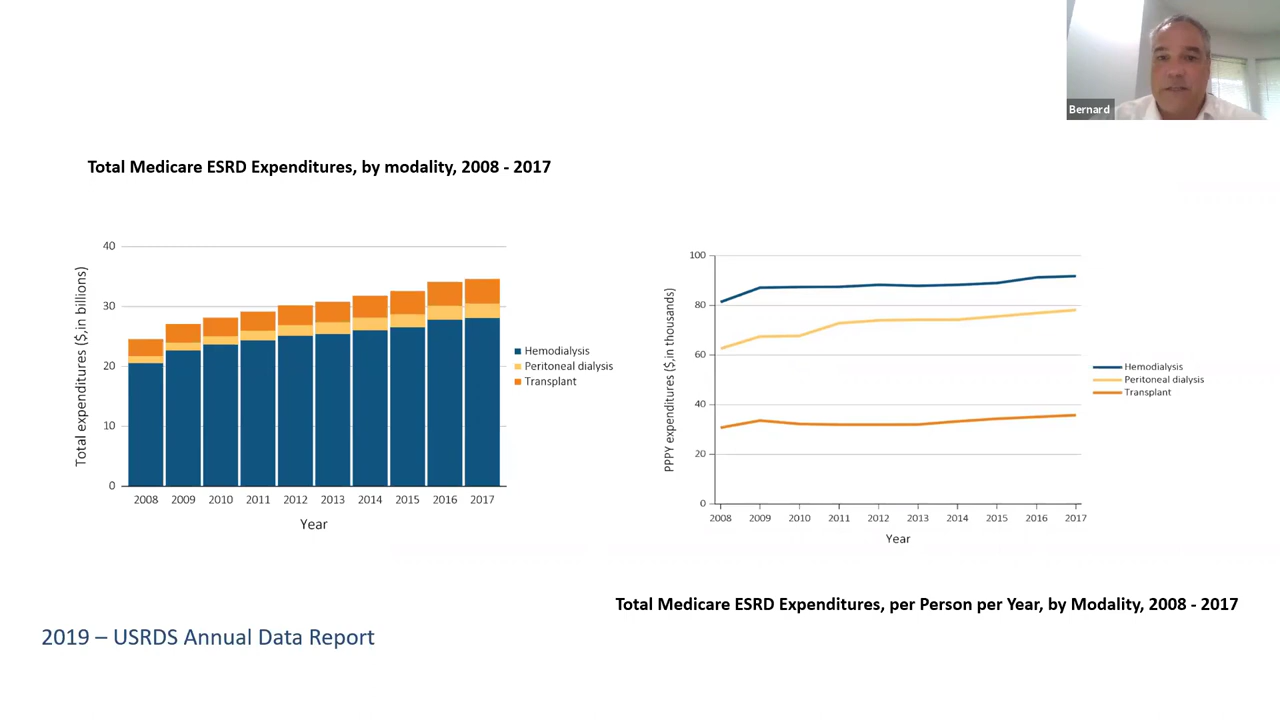 Bernard
Total Medicare ESRD Expenditures, by modality, 2008 - 2017
Total expenditures ($,in billions)
40
30
20
10
0
2008 2009 2010 2011 2012 2013 2014 2015 2016 2017
Year
Hemodialysis
Peritoneal dialysis
Transplant
PPPY expenditures ($,in thousands)
100
80
60
40
20
0
2008 2009 2010 2011 2012 2013 2014 2015 2016 2017
Year
Hemodialysis
Peritoneal dialysis
Transplant
Total Medicare ESRD Expenditures, per Person per Year, by Modality, 2008 - 2017
2019 – USRDS Annual Data Report